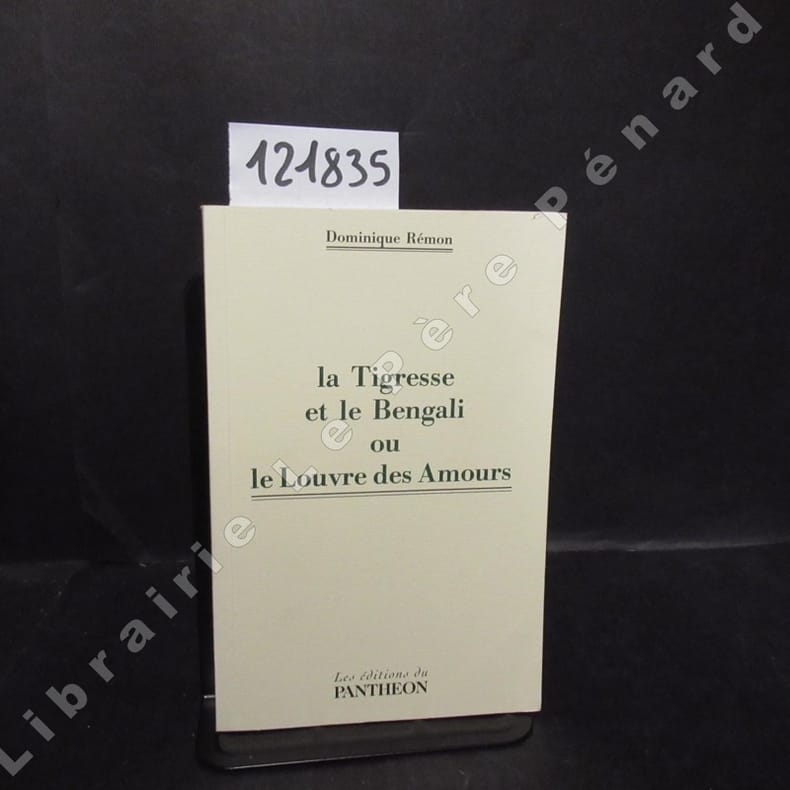 121835
Dominique Rémon
la Tigresse
et le Bengali
ou
le Louvre des Amours
Les éditions du
PANTHEON
Librairie Le Père Pénard